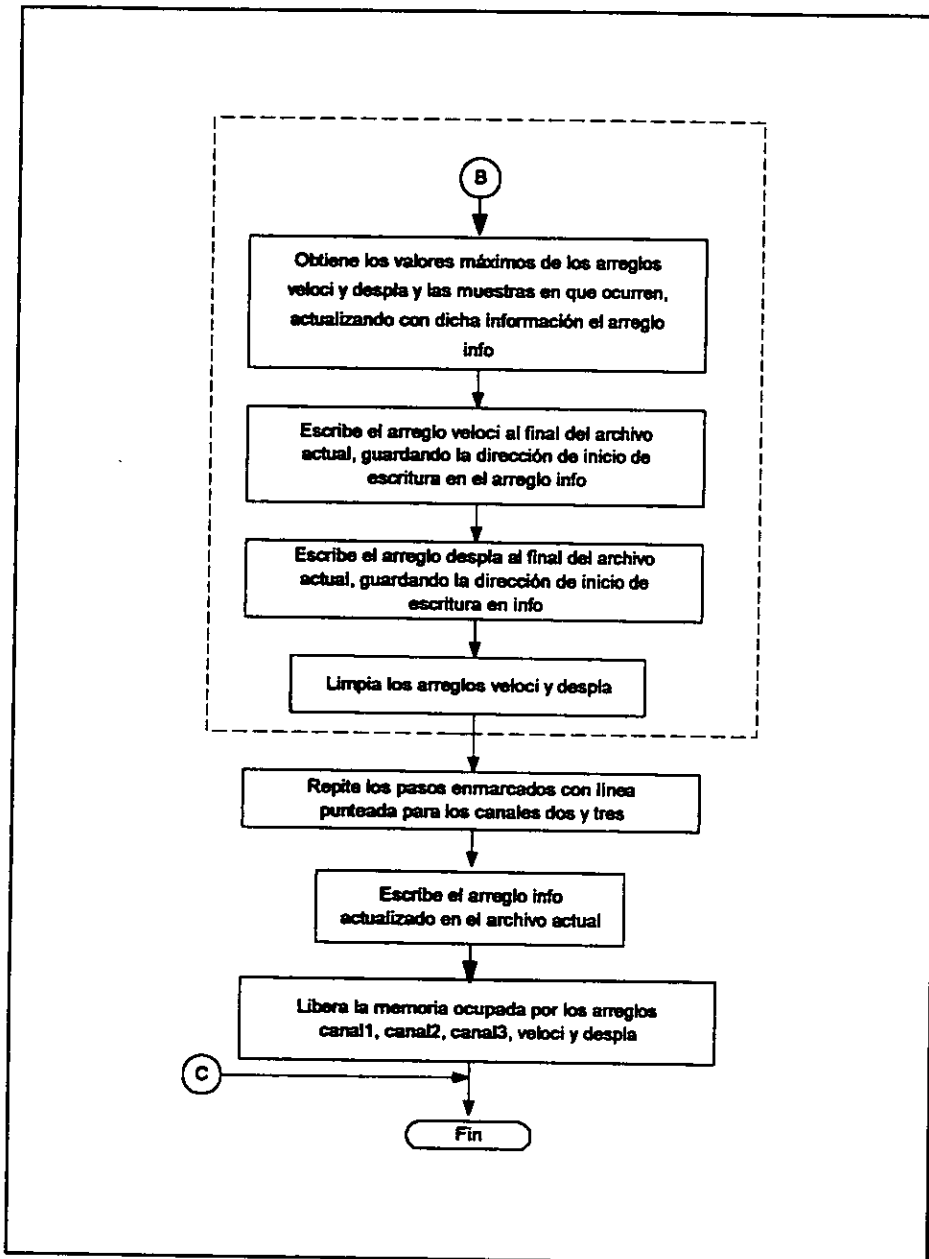 B
Obtiene los valores máximos de los arreglos
veloci y despla y las muestras en que ocurren,
actualizando con dicha información el arreglo
info
Escribe el arreglo veloci al final del archivo
actual, guardando la dirección de inicio de
escritura en el arreglo info
Escribe el arreglo despla al final del archivo
actual, guardando la dirección de inicio de
escritura en info
Limpia los arreglos veloci y despla
Repite los pasos enmarcados con línea
punteada para los canales dos y tres
Escribe el arreglo info
actualizado en el archivo actual
Libera la memoria ocupada por los arreglos
canal1, canal2, canal3, veloci y despla
C
Fin